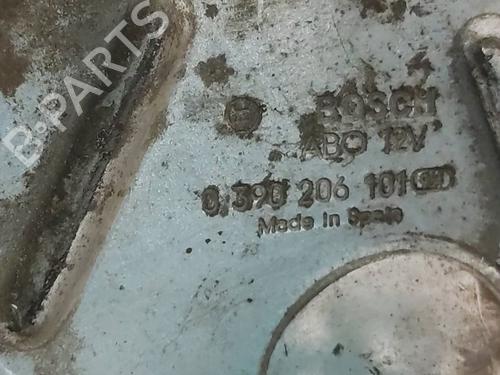 B-PARTS
BOSCH
ABO 12V
0 390 206 101
Made in Spain